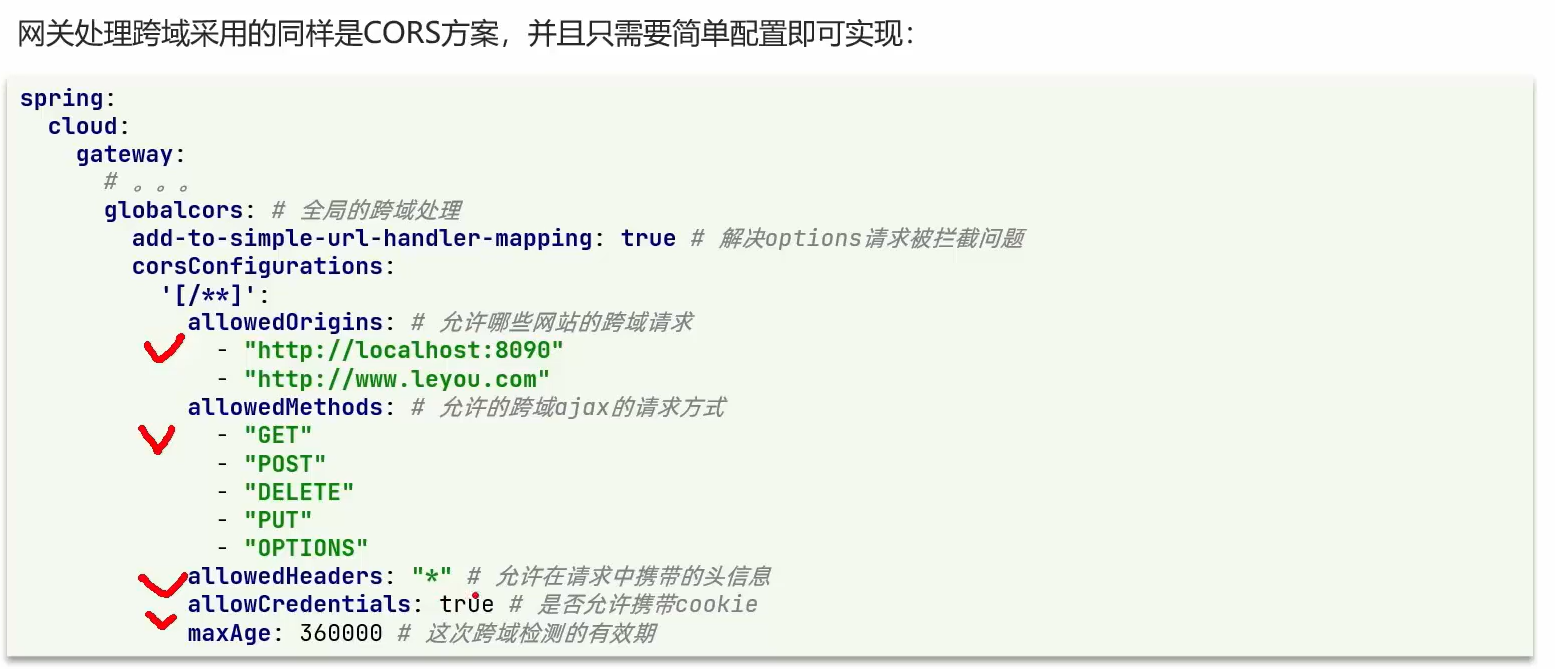 网关处理跨域采用的同样是CORS方案，并且只需要简单配置即可实现：
spring:
  cloud:
    gateway:
      # 。。。
      globalcors: # 全局的跨域处理
        add-to-simple-url-handler-mapping: true # 解决options请求被拦截问题
        corsConfigurations:
          '[/**]':
            allowedOrigins: # 允许哪些网站的跨域请求
              - "http://localhost:8090"
              - "http://www.leyou.com"
            allowedMethods: # 允许的跨域ajax的请求方式
              - "GET"
              - "POST"
              - "DELETE"
              - "PUT"
              - "OPTIONS"
            allowedHeaders: "*" # 允许在请求中携带的头信息
            allowCredentials: true # 是否允许携带cookie
            maxAge: 360000 # 这次跨域检测的有效期